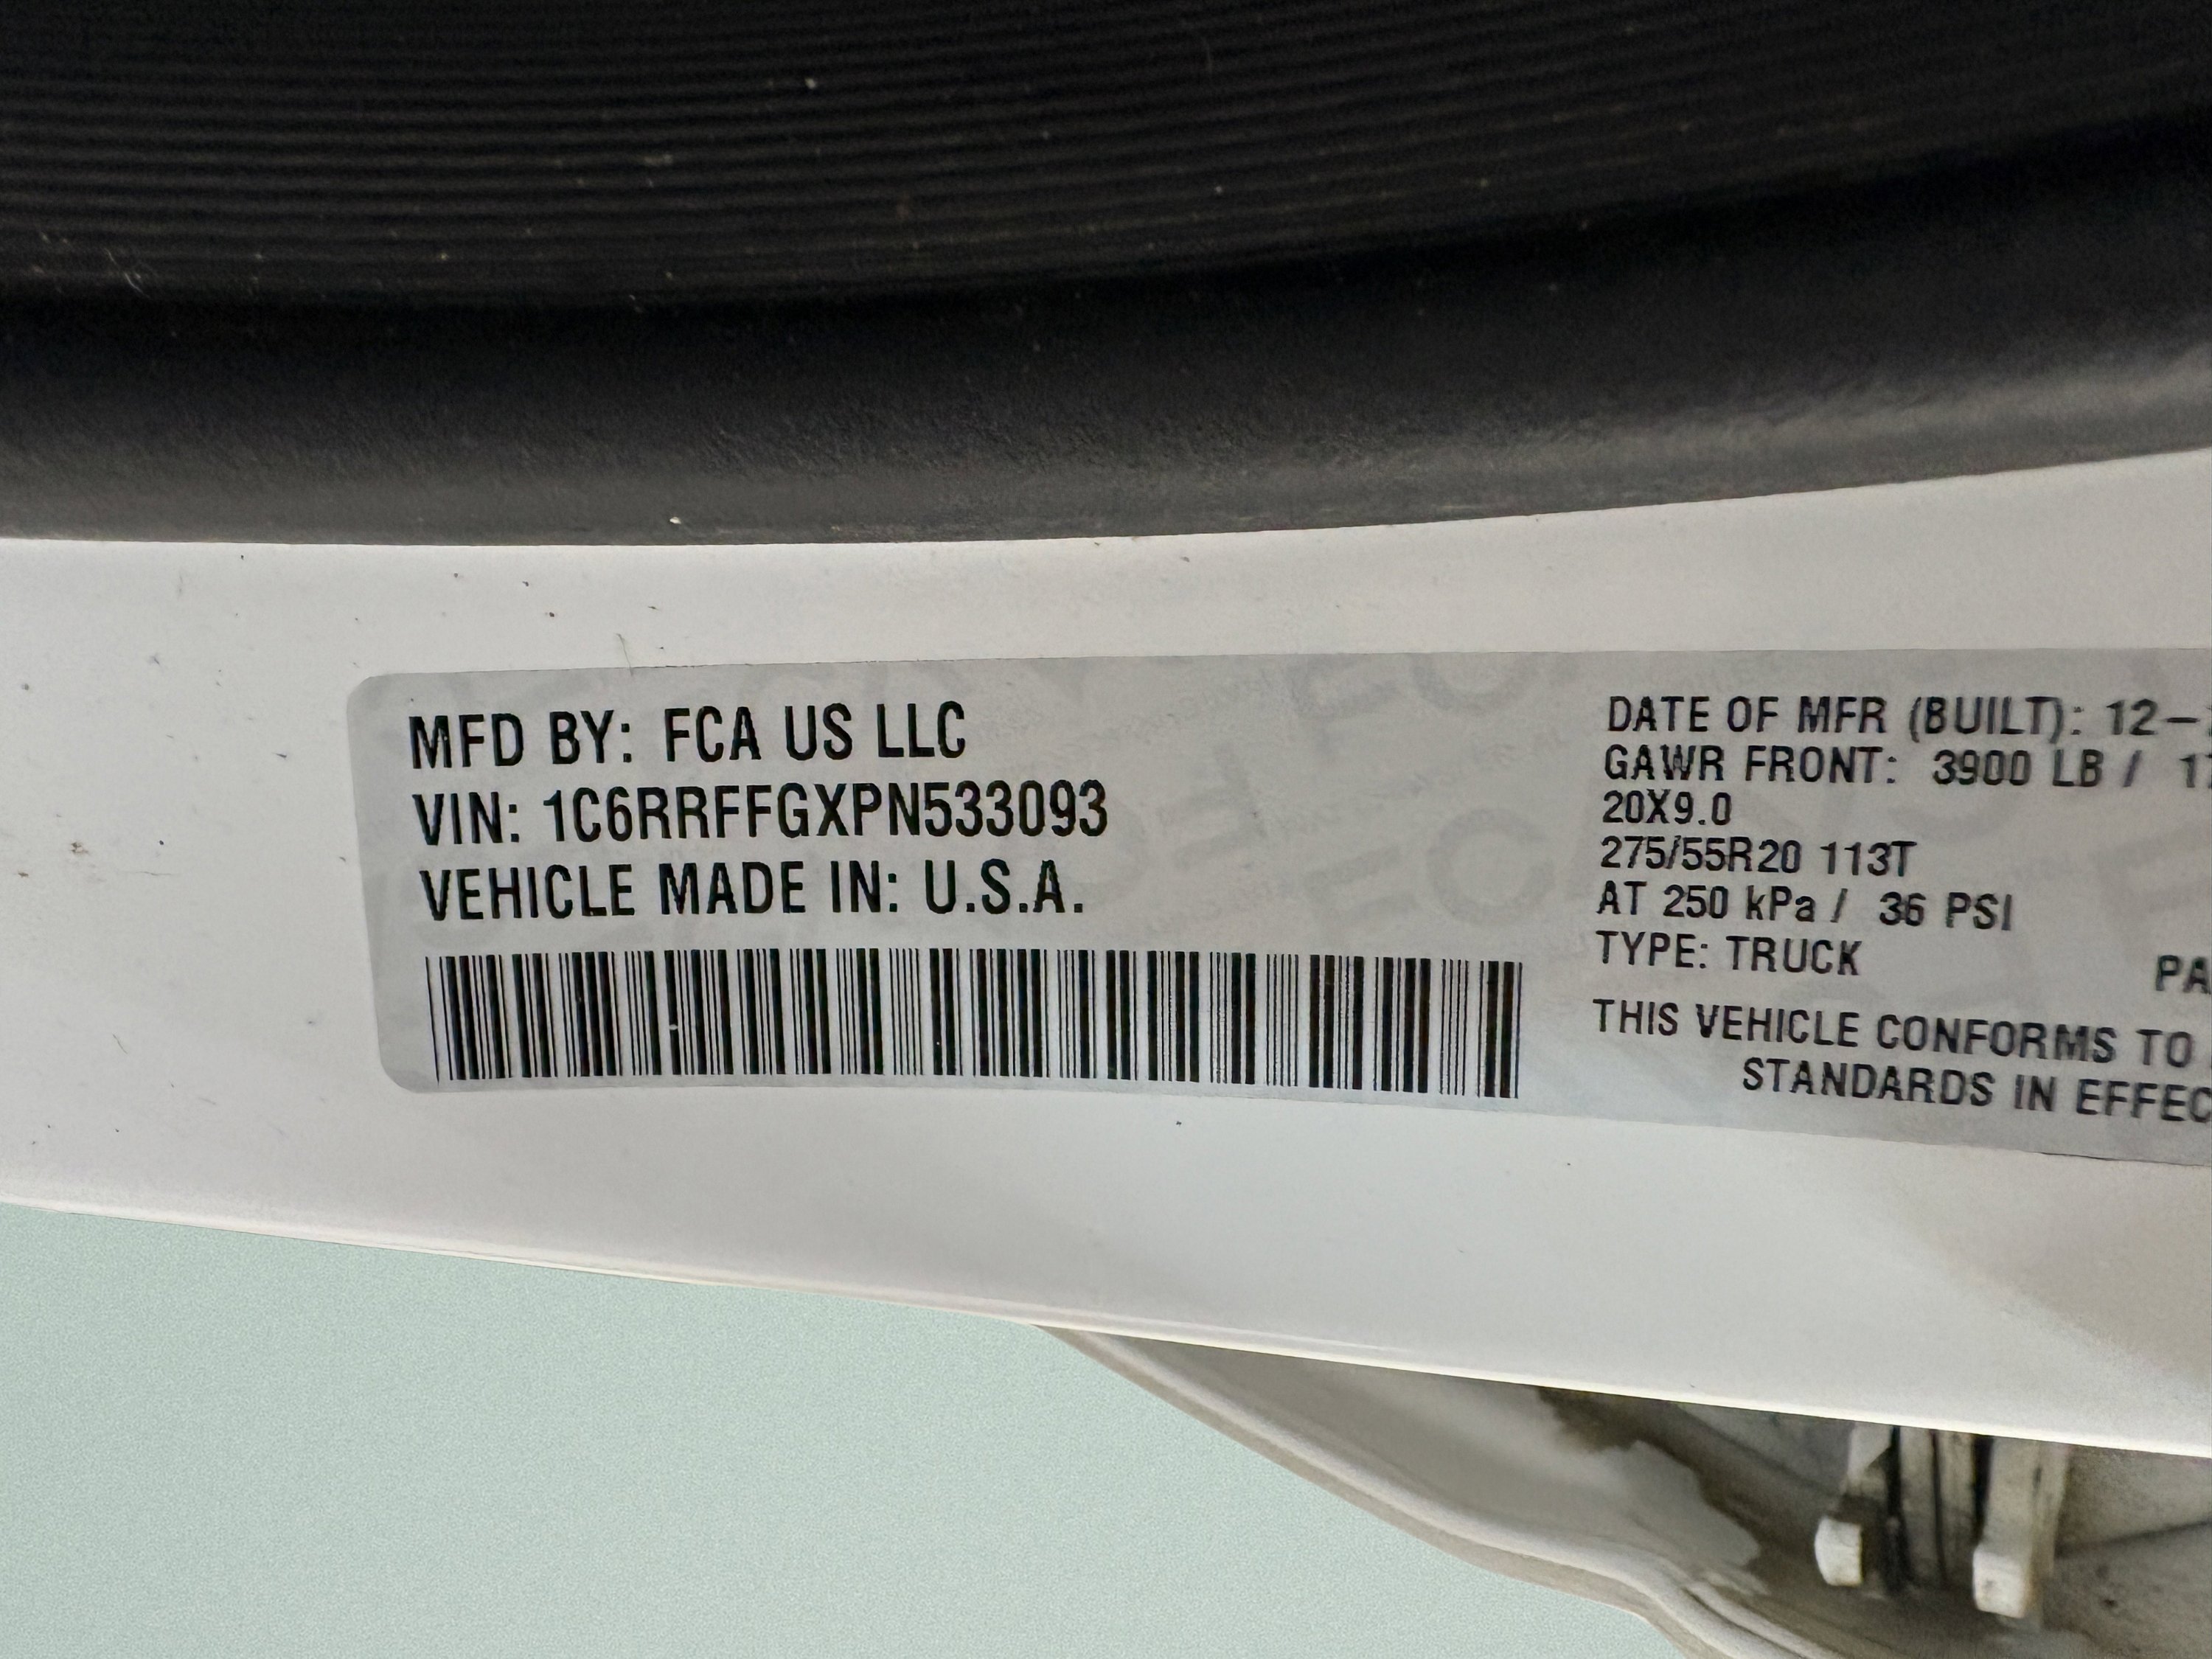 MFD BY: FCA US LLC
VIN: 1C6RRFFGXPN533093
VEHICLE MADE IN: U.S.A.
DATE OF MFR (BUILT): 12-
GAWR FRONT: 3900 LB /
20X9.0
275/55R20 113T
AT 250 kPa / 36 PSI
TYPE: TRUCK
PA
THIS VEHICLE CONFORMS TO
STANDARDS IN EFFEC